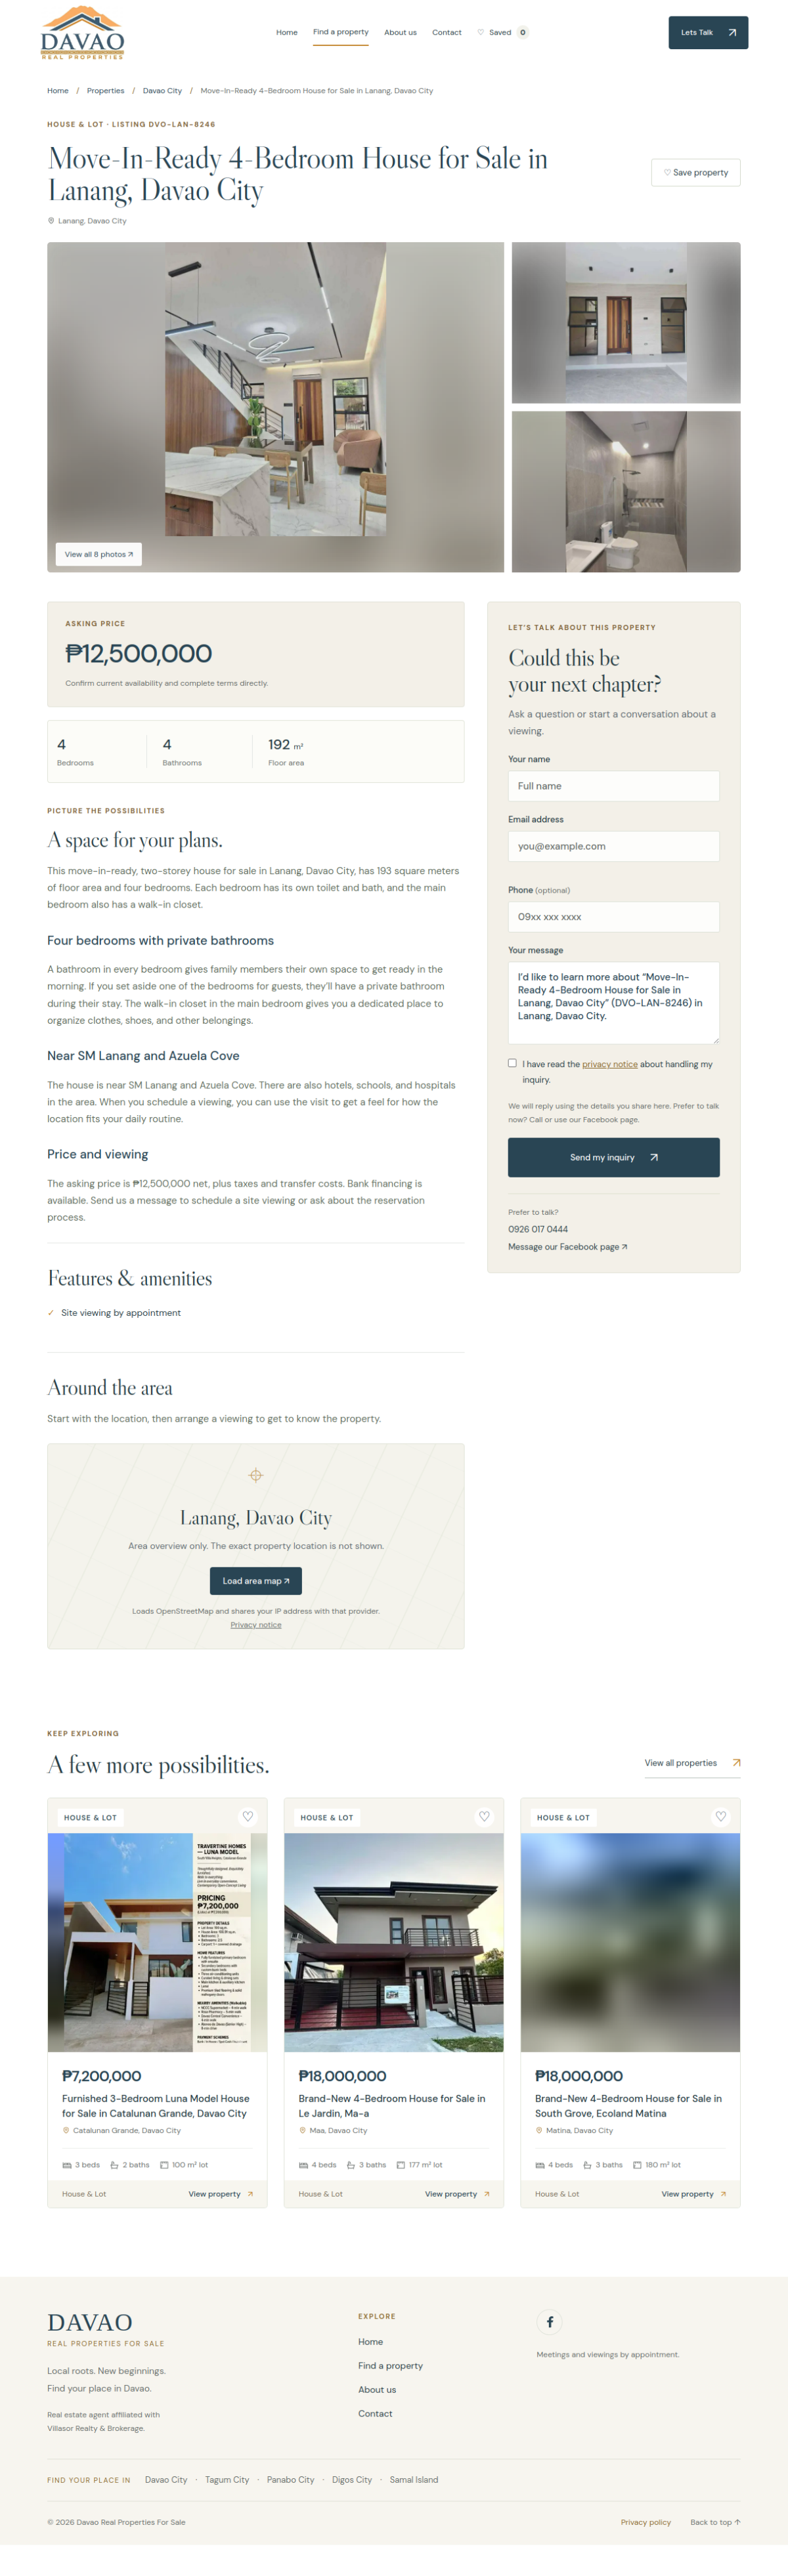 DAVAO
REAL PROPERTIES
Home
Find a property
About us
Contact
♡ Saved 0
Lets Talk
Home / Properties / Davao City / Move-In-Ready 4-Bedroom House for Sale in Lanang, Davao City
HOUSE & LOT · LISTING DVO-LAN-8246
Move-In-Ready 4-Bedroom House for Sale in
Lanang, Davao City
♡ Save property
Lanang, Davao City
View all 8 photos ↗
ASKING PRICE
₱12,500,000
Confirm current availability and complete terms directly.
4
Bedrooms
4
Bathrooms
192 m²
Floor area
PICTURE THE POSSIBILITIES
A space for your plans.
This move-in-ready, two-storey house for sale in Lanang, Davao City, has 193 square meters
of floor area and four bedrooms. Each bedroom has its own toilet and bath, and the main
bedroom also has a walk-in closet.
Four bedrooms with private bathrooms
A bathroom in every bedroom gives family members their own space to get ready in the
morning. If you set aside one of the bedrooms for guests, they'll have a private bathroom
during their stay. The walk-in closet in the main bedroom gives you a dedicated place to
organize clothes, shoes, and other belongings.
Near SM Lanang and Azuela Cove
The house is near SM Lanang and Azuela Cove. There are also hotels, schools, and hospitals
in the area. When you schedule a viewing, you can use the visit to get a feel for how the
location fits your daily routine.
Price and viewing
The asking price is ₱12,500,000 net, plus taxes and transfer costs. Bank financing is
available. Send us a message to schedule a site viewing or ask about the reservation
process.
Features & amenities
✓ Site viewing by appointment
Around the area
Start with the location, then arrange a viewing to get to know the property.
Lanang, Davao City
Area overview only. The exact property location is not shown.
Load area map ↗
Loads OpenStreetMap and shares your IP address with that provider.
Privacy notice
LET'S TALK ABOUT THIS PROPERTY
Could this be
your next chapter?
Ask a question or start a conversation about a
viewing.
Your name
Full name
Email address
you@example.com
Phone (optional)
09xx xxx xxxx
Your message
I'd like to learn more about "Move-In-
Ready 4-Bedroom House for Sale in
Lanang, Davao City" (DVO-LAN-8246) in
Lanang, Davao City.
I have read the privacy notice about handling my
inquiry.
We will reply using the details you share here. Prefer to talk
now? Call or use our Facebook page.
Send my inquiry
Prefer to talk?
0926 017 0444
Message our Facebook page ↗
KEEP EXPLORING
A few more possibilities.
View all properties
HOUSE & LOT
TRAVERTINE HOMES
— LUNA MODEL
PRICING
₱7,200,000
PROPERTY DETAILS
HOME FEATURES
PAYMENT SCHEMES
₱7,200,000
Furnished 3-Bedroom Luna Model House
for Sale in Catalunan Grande, Davao City
Catalunan Grande, Davao City
3 beds 2 baths 100 m² lot
House & Lot
View property
HOUSE & LOT
₱18,000,000
Brand-New 4-Bedroom House for Sale in
Le Jardin, Ma-a
Maa, Davao City
4 beds 3 baths 177 m² lot
House & Lot
View property
HOUSE & LOT
₱18,000,000
Brand-New 4-Bedroom House for Sale in
South Grove, Ecoland Matina
Matina, Davao City
4 beds 3 baths 180 m² lot
House & Lot
View property
DAVAO
REAL PROPERTIES FOR SALE
Local roots. New beginnings.
Find your place in Davao.
Real estate agent affiliated with
Villasor Realty & Brokerage.
EXPLORE
Home
Find a property
About us
Contact
Meetings and viewings by appointment.
FIND YOUR PLACE IN Davao City · Tagum City · Panabo City · Digos City · Samal Island
© 2026 Davao Real Properties For Sale
Privacy policy
Back to top ↑